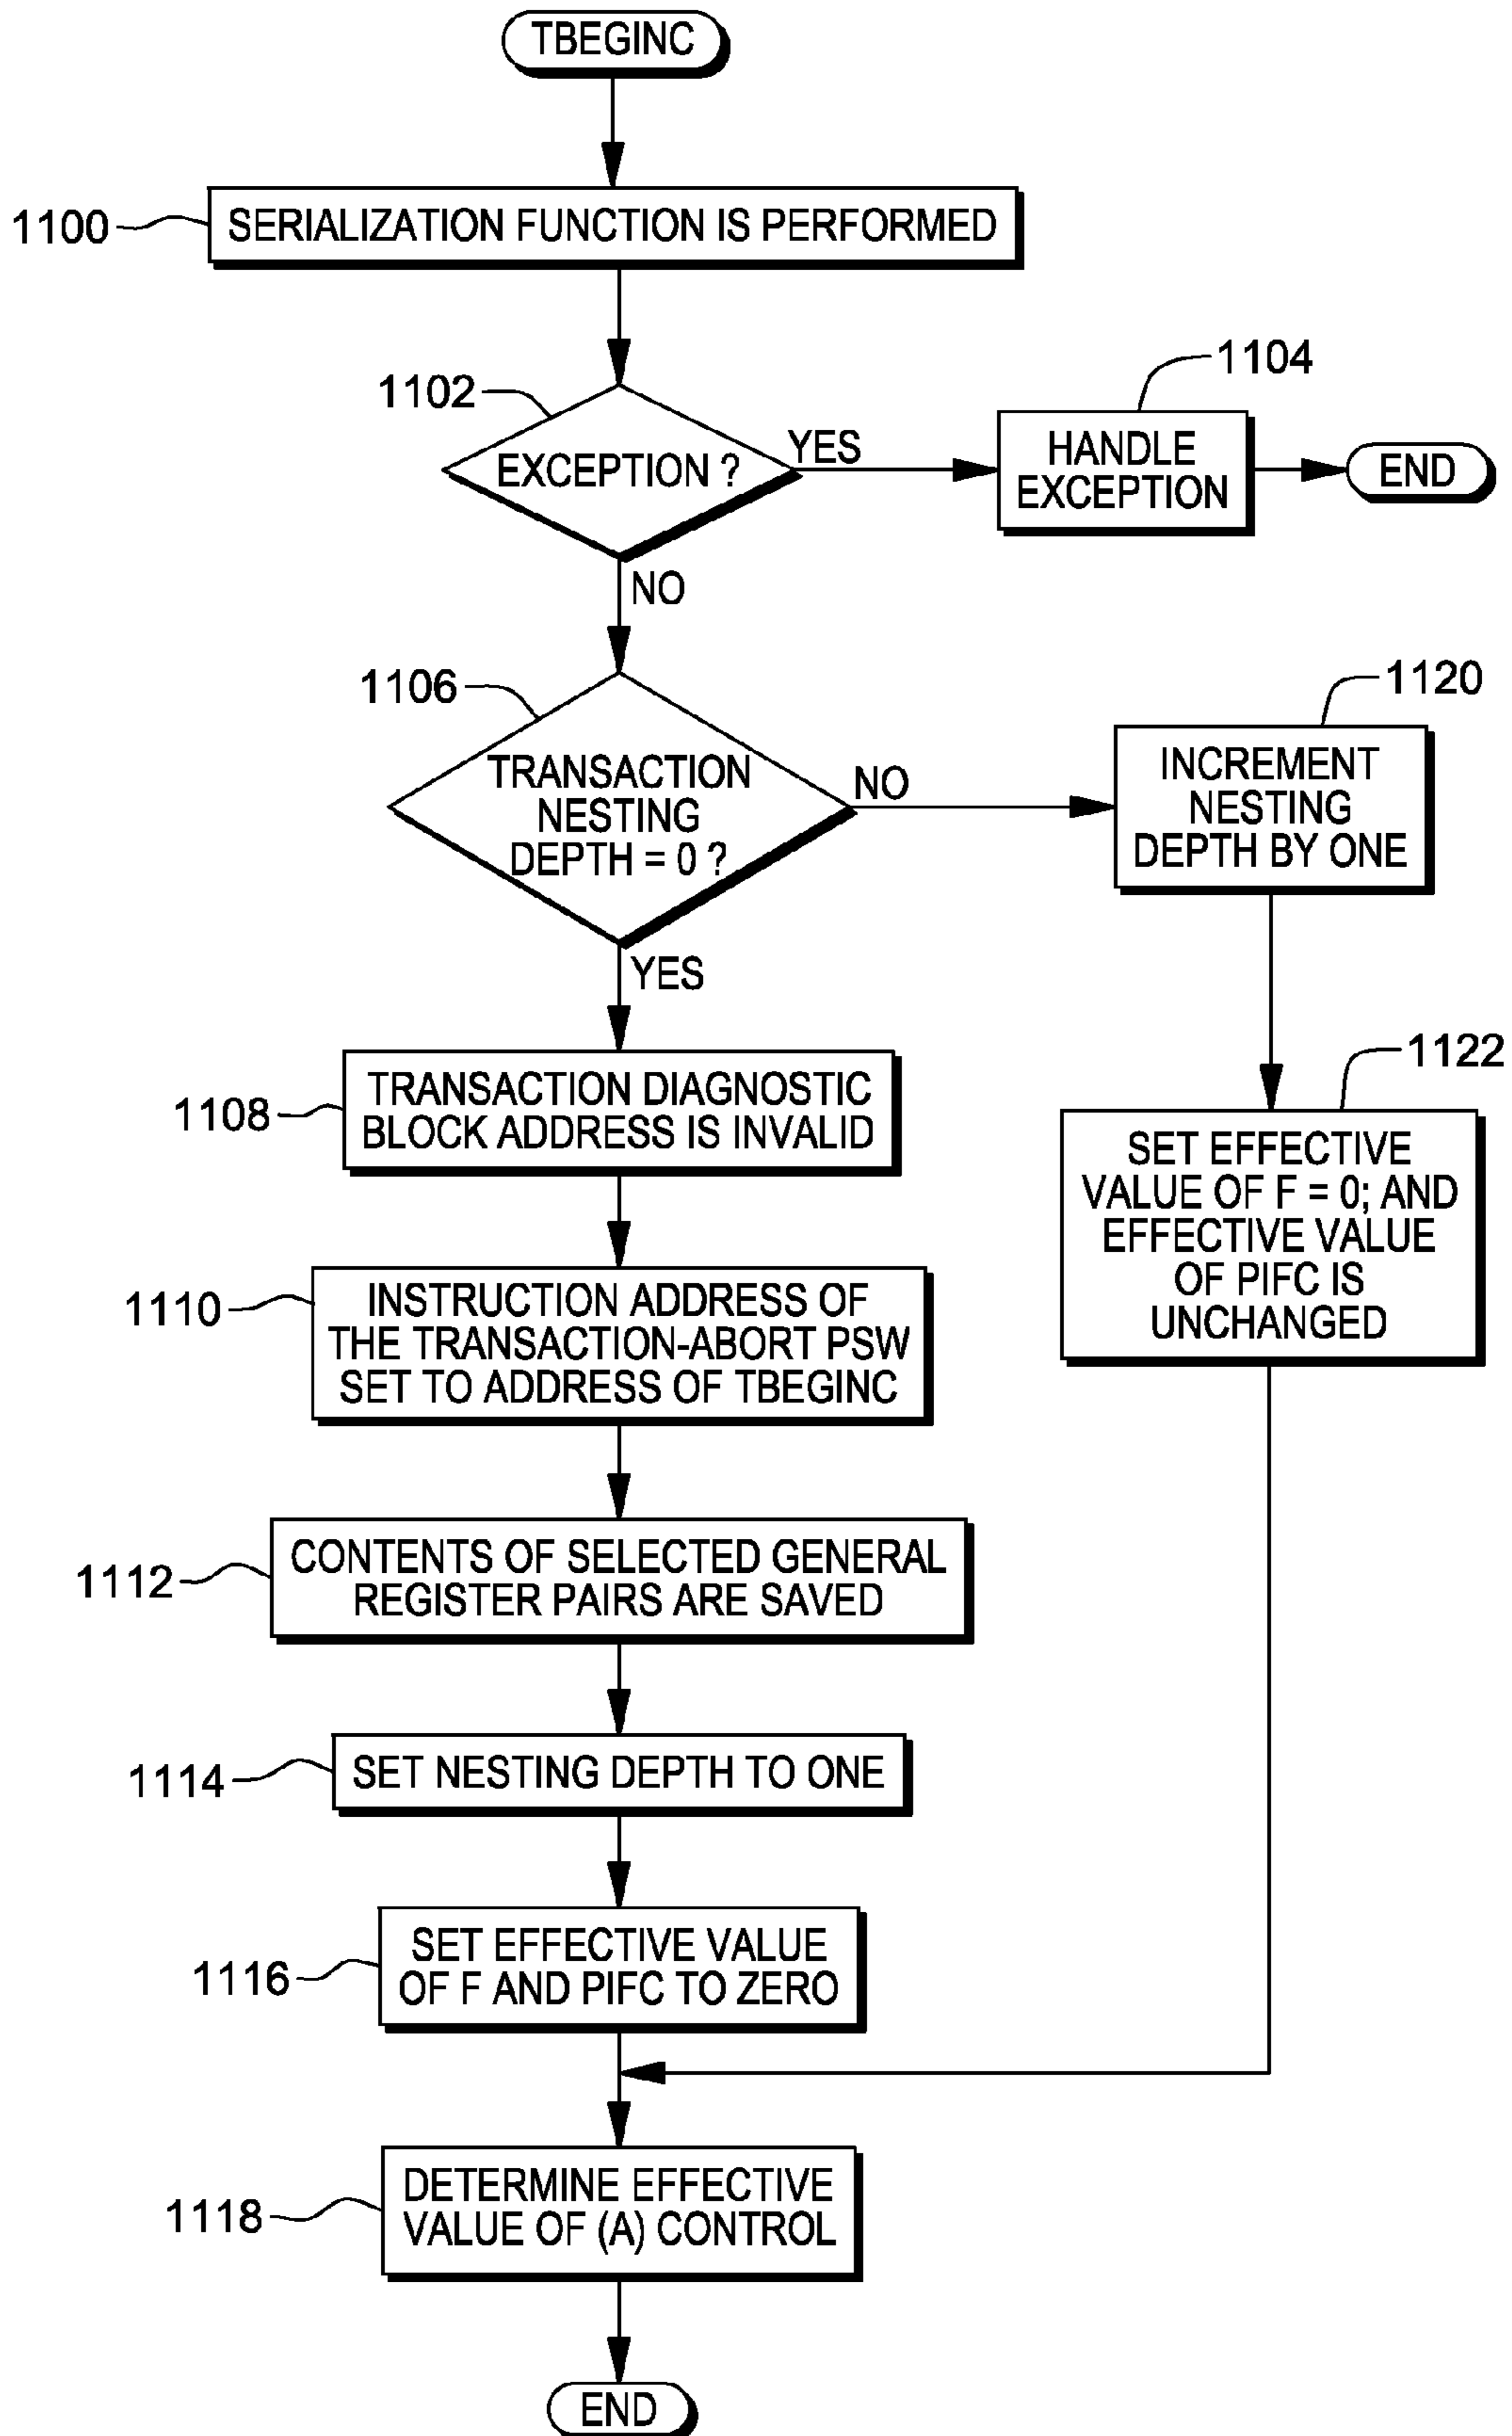 TBEGINC
1100
SERIALIZATION FUNCTION IS PERFORMED
1102
EXCEPTION ?
YES
1104
HANDLE
EXCEPTION
END
NO
1106
TRANSACTION
NESTING
DEPTH = 0 ?
NO
1120
INCREMENT
NESTING
DEPTH BY ONE
YES
1108
TRANSACTION DIAGNOSTIC
BLOCK ADDRESS IS INVALID
1122
SET EFFECTIVE
VALUE OF F = 0; AND
EFFECTIVE VALUE
OF PIFC IS
UNCHANGED
1110
INSTRUCTION ADDRESS OF
THE TRANSACTION-ABORT PSW
SET TO ADDRESS OF TBEGINC
1112
CONTENTS OF SELECTED GENERAL
REGISTER PAIRS ARE SAVED
1114
SET NESTING DEPTH TO ONE
1116
SET EFFECTIVE VALUE
OF F AND PIFC TO ZERO
1118
DETERMINE EFFECTIVE
VALUE OF (A) CONTROL
END